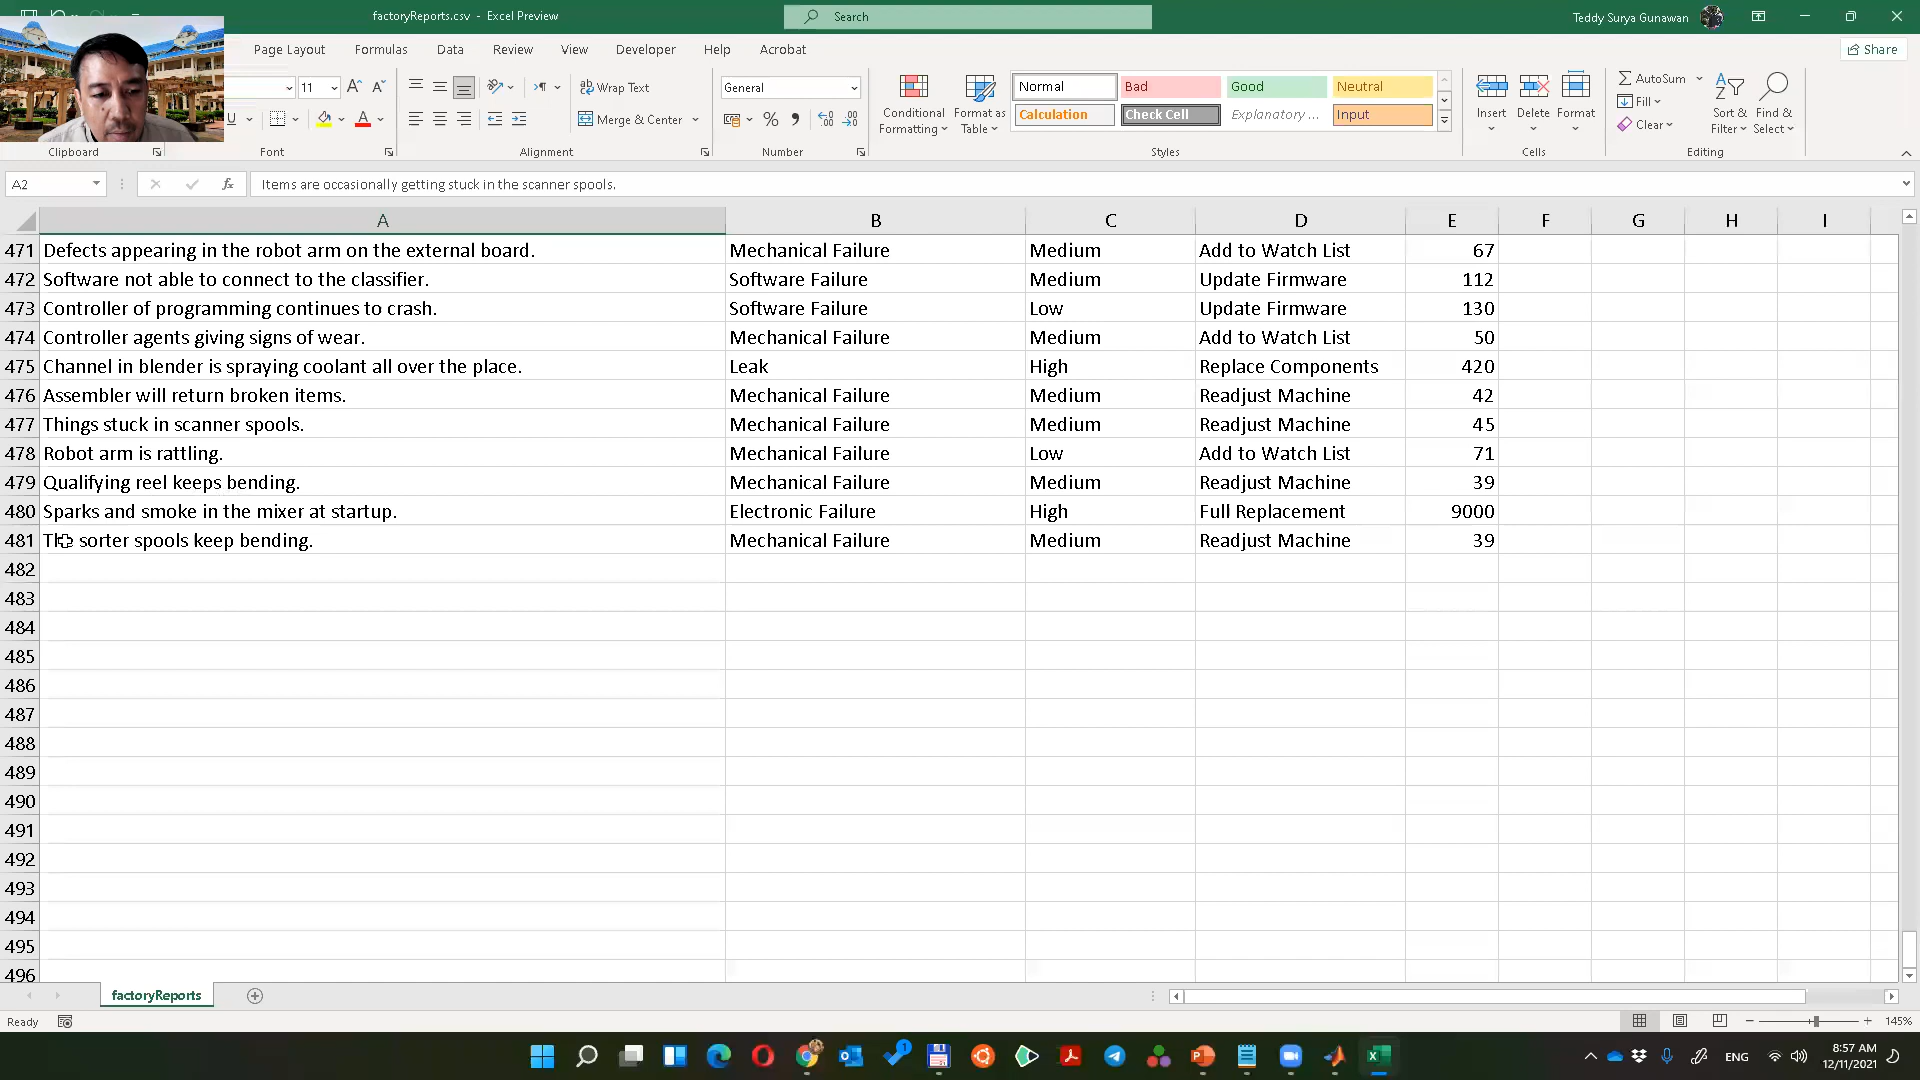 factoryReports.csv - Excel Preview
Search
Teddy Surya Gunawan
Page Layout Formulas Data Review View Developer Help Acrobat
Share
11
Wrap Text
General
Conditional Formatting
Format as Table
Normal Bad Good Neutral
Calculation Check Cell Explanatory ... Input
Insert Delete Format
AutoSum
Fill
Clear
Sort & Filter
Find & Select
Merge & Center
Clipboard Font Alignment Number Styles Cells Editing
A2
fx
Items are occasionally getting stuck in the scanner spools.
A B C D E F G H I
471 Defects appearing in the robot arm on the external board. Mechanical Failure Medium Add to Watch List 67
472 Software not able to connect to the classifier. Software Failure Medium Update Firmware 112
473 Controller of programming continues to crash. Software Failure Low Update Firmware 130
474 Controller agents giving signs of wear. Mechanical Failure Medium Add to Watch List 50
475 Channel in blender is spraying coolant all over the place. Leak High Replace Components 420
476 Assembler will return broken items. Mechanical Failure Medium Readjust Machine 42
477 Things stuck in scanner spools. Mechanical Failure Medium Readjust Machine 45
478 Robot arm is rattling. Mechanical Failure Low Add to Watch List 71
479 Qualifying reel keeps bending. Mechanical Failure Medium Readjust Machine 39
480 Sparks and smoke in the mixer at startup. Electronic Failure High Full Replacement 9000
481 The sorter spools keep bending. Mechanical Failure Medium Readjust Machine 39
482
483
484
485
486
487
488
489
490
491
492
493
494
495
496
factoryReports
Ready
145%
ENG
8:57 AM
12/11/2021